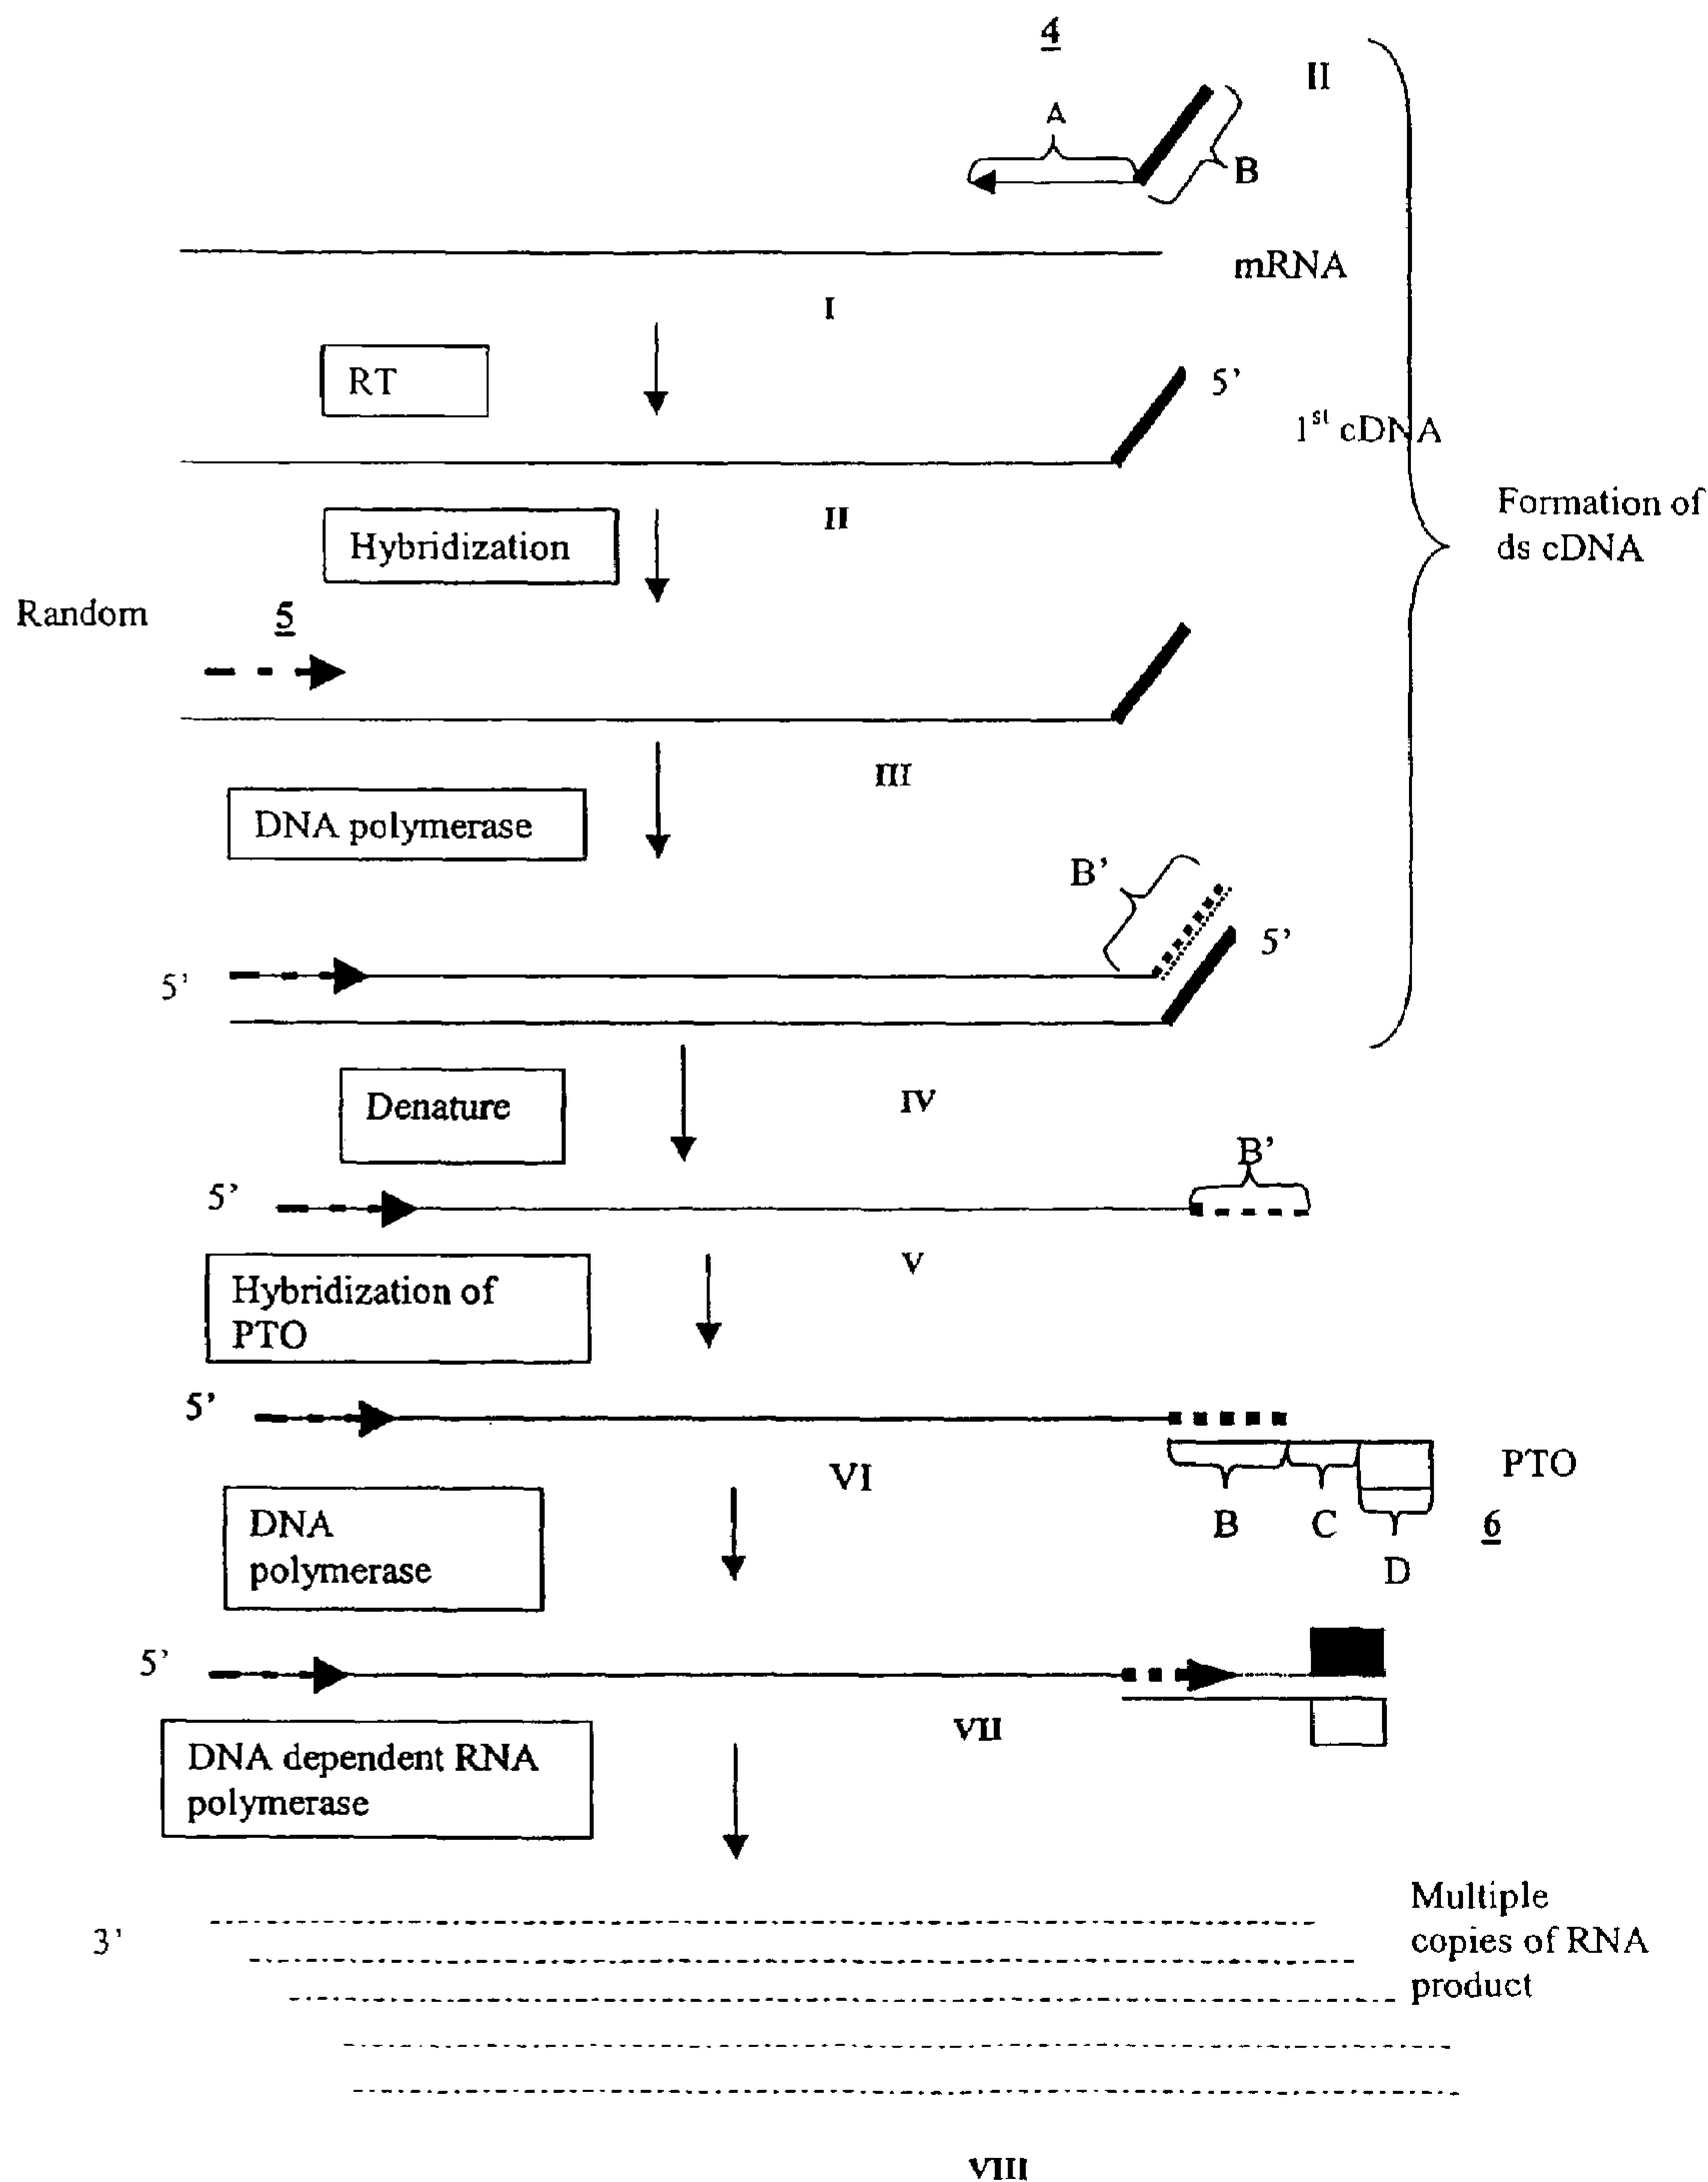 4
II
A
B
mRNA
I
RT
5’
1st cDNA
II
Hybridization
Formation of
ds cDNA
Random
5
III
DNA polymerase
B’
5’
5’
IV
Denature
B’
5’
V
Hybridization of
PTO
5’
VI
PTO
B
C
6
D
DNA
polymerase
5’
VII
DNA dependent RNA
polymerase
Multiple
copies of RNA
product
3’
VIII